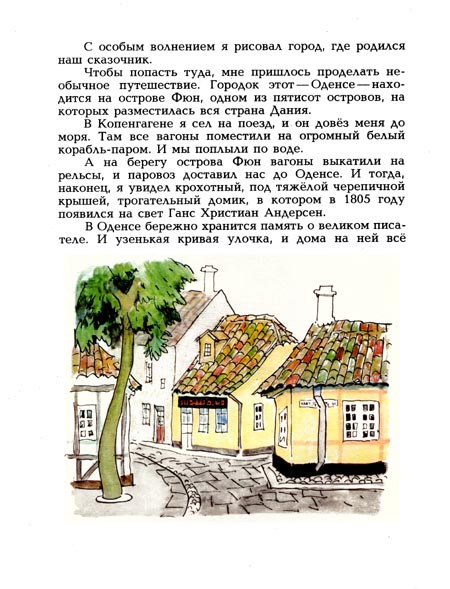 С особым волнением я рисовал город, где родился
наш сказочник.
Чтобы попасть туда, мне пришлось проделать не-
обычное путешествие. Городок этот — Оденсе — нахо-
дится на острове Фюн, одном из пятисот островов, на
которых разместилась вся страна Дания.
В Копенгагене я сел на поезд, и он довёз меня до
моря. Там все вагоны поместили на огромный белый
корабль-паром. И мы поплыли по воде.
А на берегу острова Фюн вагоны выкатили на
рельсы, и паровоз доставил нас до Оденсе. И тогда,
наконец, я увидел крохотный, под тяжёлой черепичной
крышей, трогательный домик, в котором в 1805 году
появился на свет Ганс Христиан Андерсен.
В Оденсе бережно хранится память о великом писа-
теле. И узенькая кривая улочка, и дома на ней всё